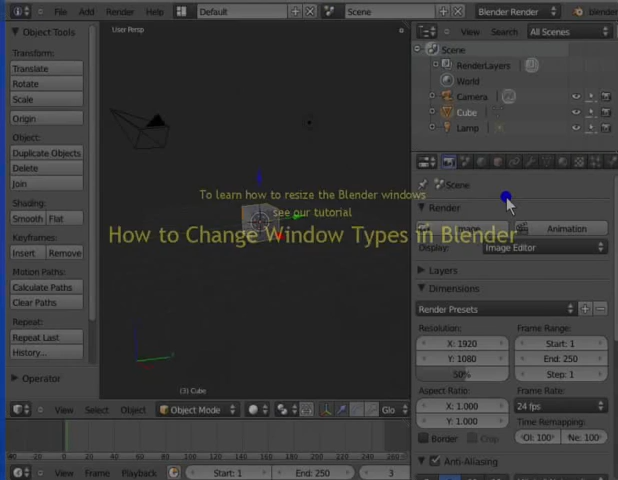 File Add Render Help Default Scene Blender Render
View Search All Scenes
Object Tools
User Persp
Scene
Transform:
RenderLayers
Translate
World
Rotate
Camera
Scale
Cube
Origin
Lamp
Object:
Duplicate Objects
Delete
Join
Scene
To learn how to resize the Blender windows
see our tutorial
How to Change Window Types in Blender
Shading:
Smooth Flat
Render
Keyframes:
Image Animation
Insert Remove
Display: Image Editor
Motion Paths:
Layers
Calculate Paths
Dimensions
Clear Paths
Render Presets
Repeat:
Resolution: Frame Range:
Repeat Last
X: 1920 Start: 1
History...
Y: 1080 End: 250
50% Step: 1
Operator
Aspect Ratio: Frame Rate:
(3) Cube
X: 1.000 24 fps
View Select Object Object Mode Glo
Y: 1.000 Time Remapping:
Border Crop
Anti-Aliasing
View Frame Playback Start: 1 End: 250 3